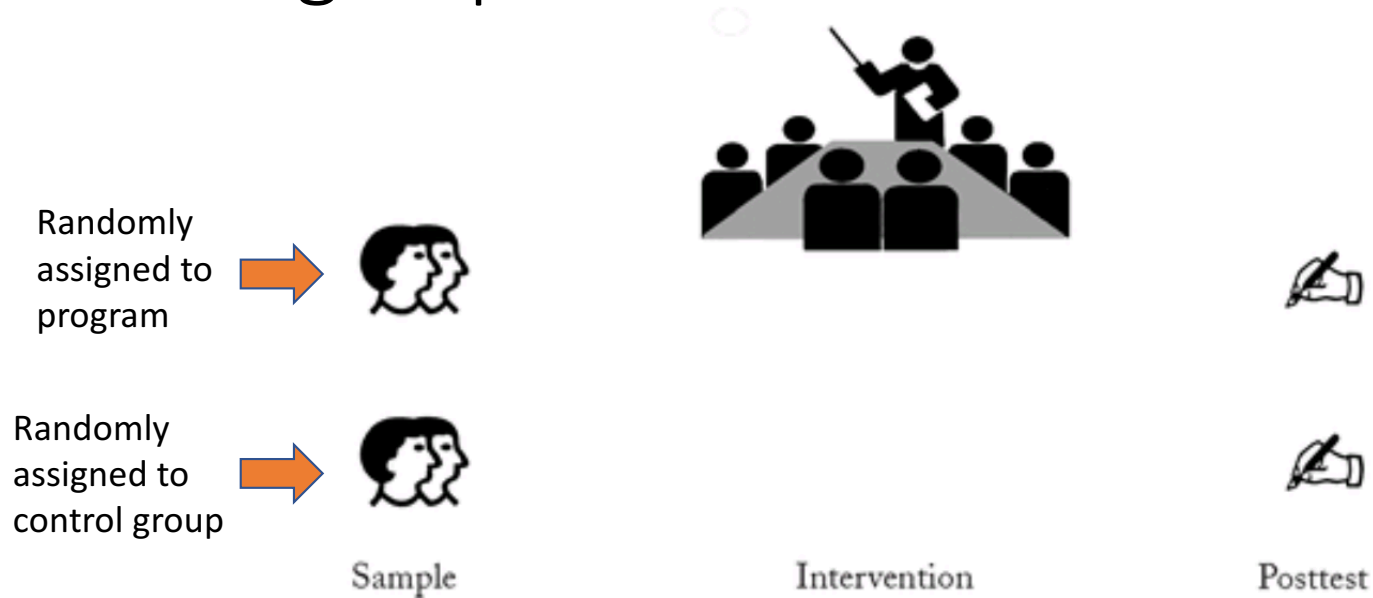 Randomly
assigned to
program
Randomly
assigned to
control group
Sample Intervention Posttest